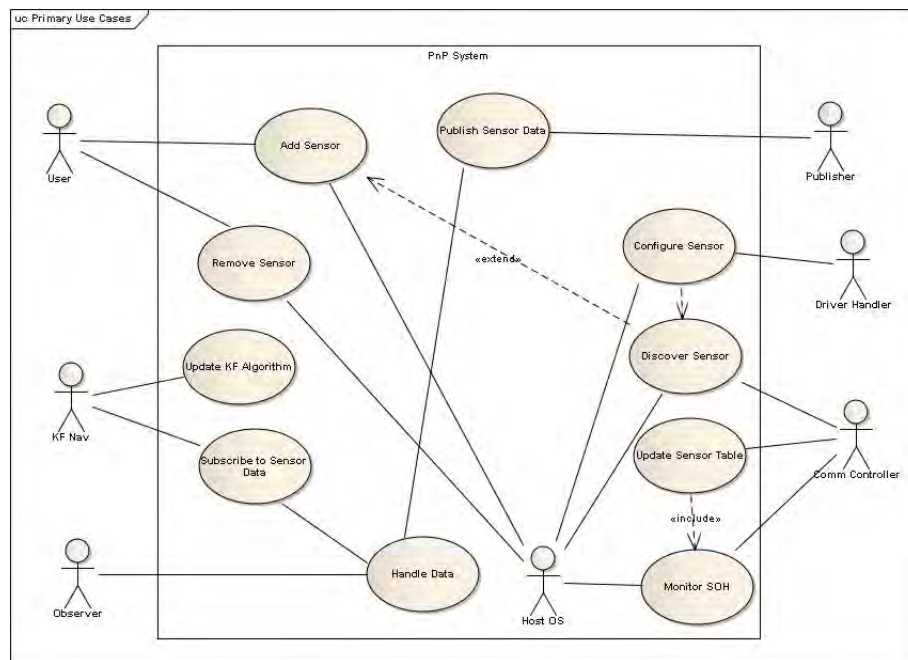 uc Primary Use Cases
PnP System
Add Sensor
Publish Sensor Data
User
Publisher
Remove Sensor
Configure Sensor
«extend»
Driver Handler
Update KF Algorithm
Discover Sensor
KF Nav
Subscribe to Sensor
Data
Update Sensor Table
Comm Controller
«include»
Handle Data
Monitor SOH
Observer
Host OS